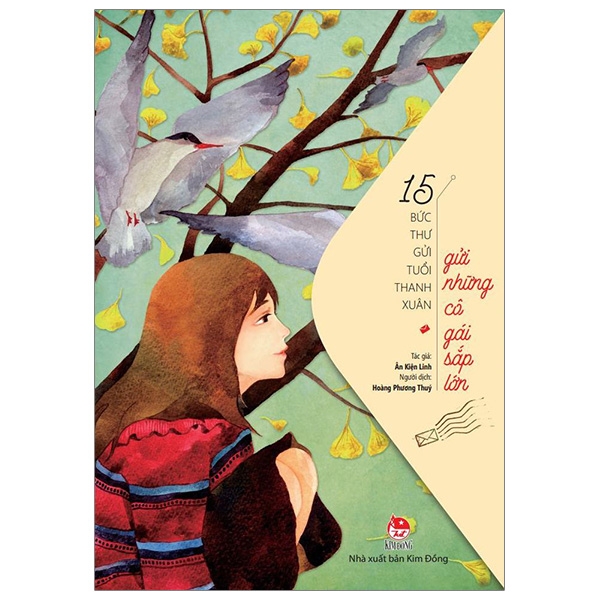 15
BỨC
THƯ
GỬI
TUỔI
THANH
XUÂN
gửi
những
cô
gái
sắp
lớn
Tác giả:
Ân Kiện Linh
Người dịch:
Hoàng Phương Thuý
KIM ĐỒNG
Nhà xuất bản Kim Đồng